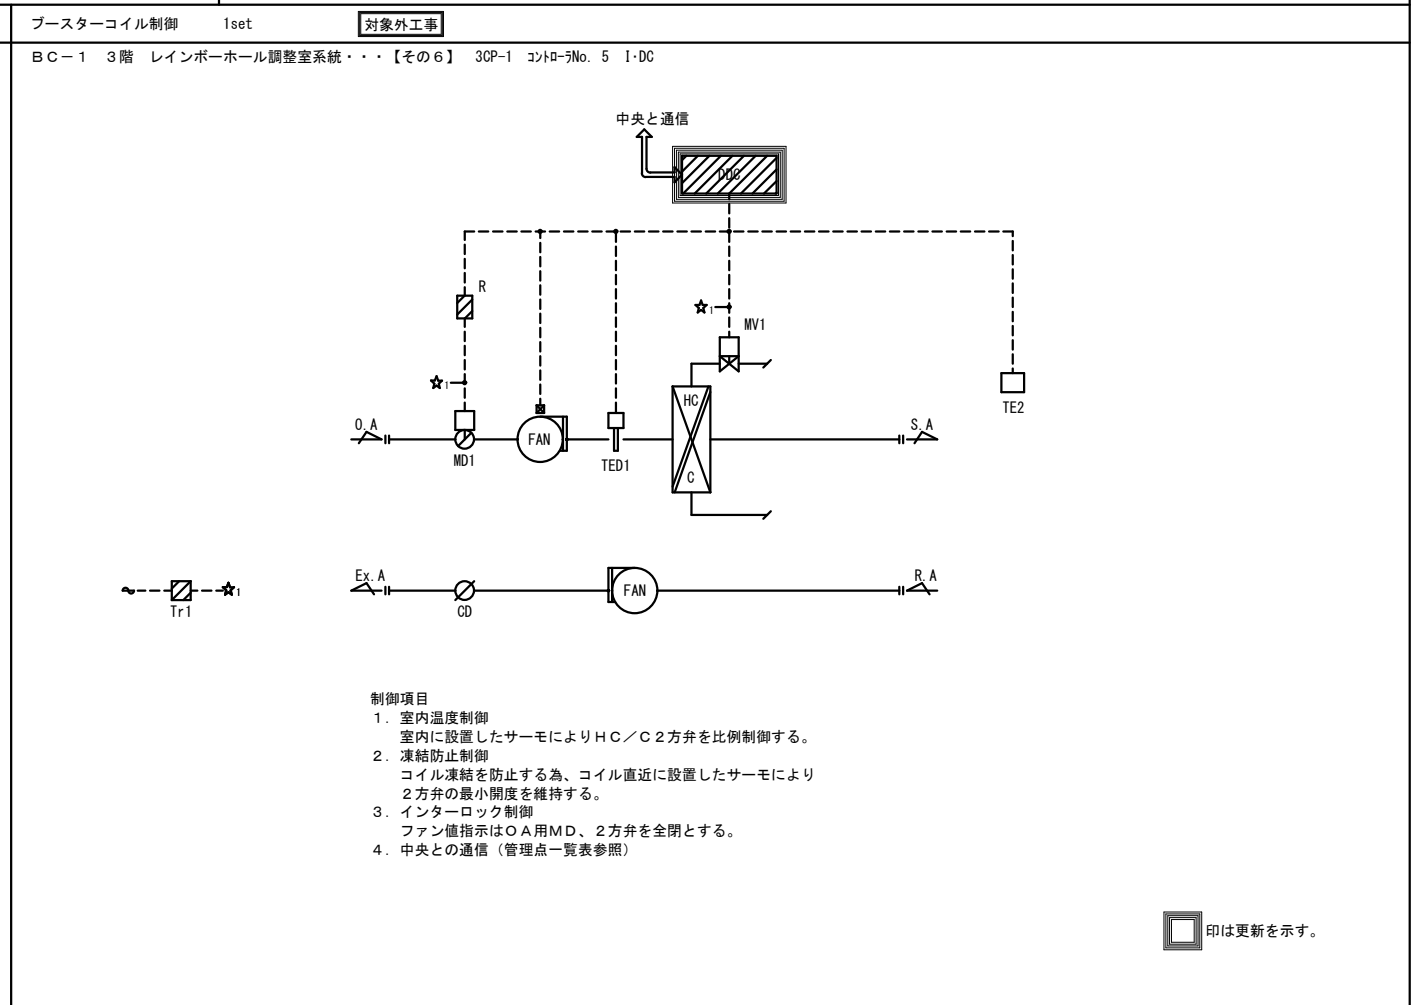 ブースターコイル制御　　　1set　　　対象外工事
ＢＣ－１　３階　レインボーホール調整室系統・・・【その６】　3CP-1　ｺﾝﾄﾛｰﾗNo. 5　I･DC
中央と通信
DDC
R
☆1
MV1
☆1
HC
TE2
O.A
S.A
FAN
MD1
TED1
C
Ex.A
R.A
☆1
FAN
Tr1
CD
制御項目
１．室内温度制御
室内に設置したサーモによりＨＣ／Ｃ２方弁を比例制御する。
２．凍結防止制御
コイル凍結を防止する為、コイル直近に設置したサーモにより
２方弁の最小開度を維持する。
３．インターロック制御
ファン値指示はＯＡ用ＭＤ、２方弁を全閉とする。
４．中央との通信（管理点一覧表参照）
印は更新を示す。